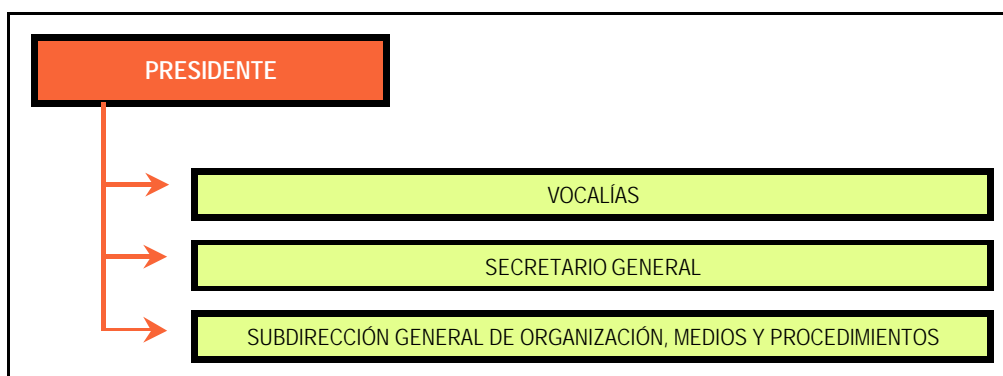 PRESIDENTE
VOCALÍAS
SECRETARIO GENERAL
SUBDIRECCIÓN GENERAL DE ORGANIZACIÓN, MEDIOS Y PROCEDIMIENTOS